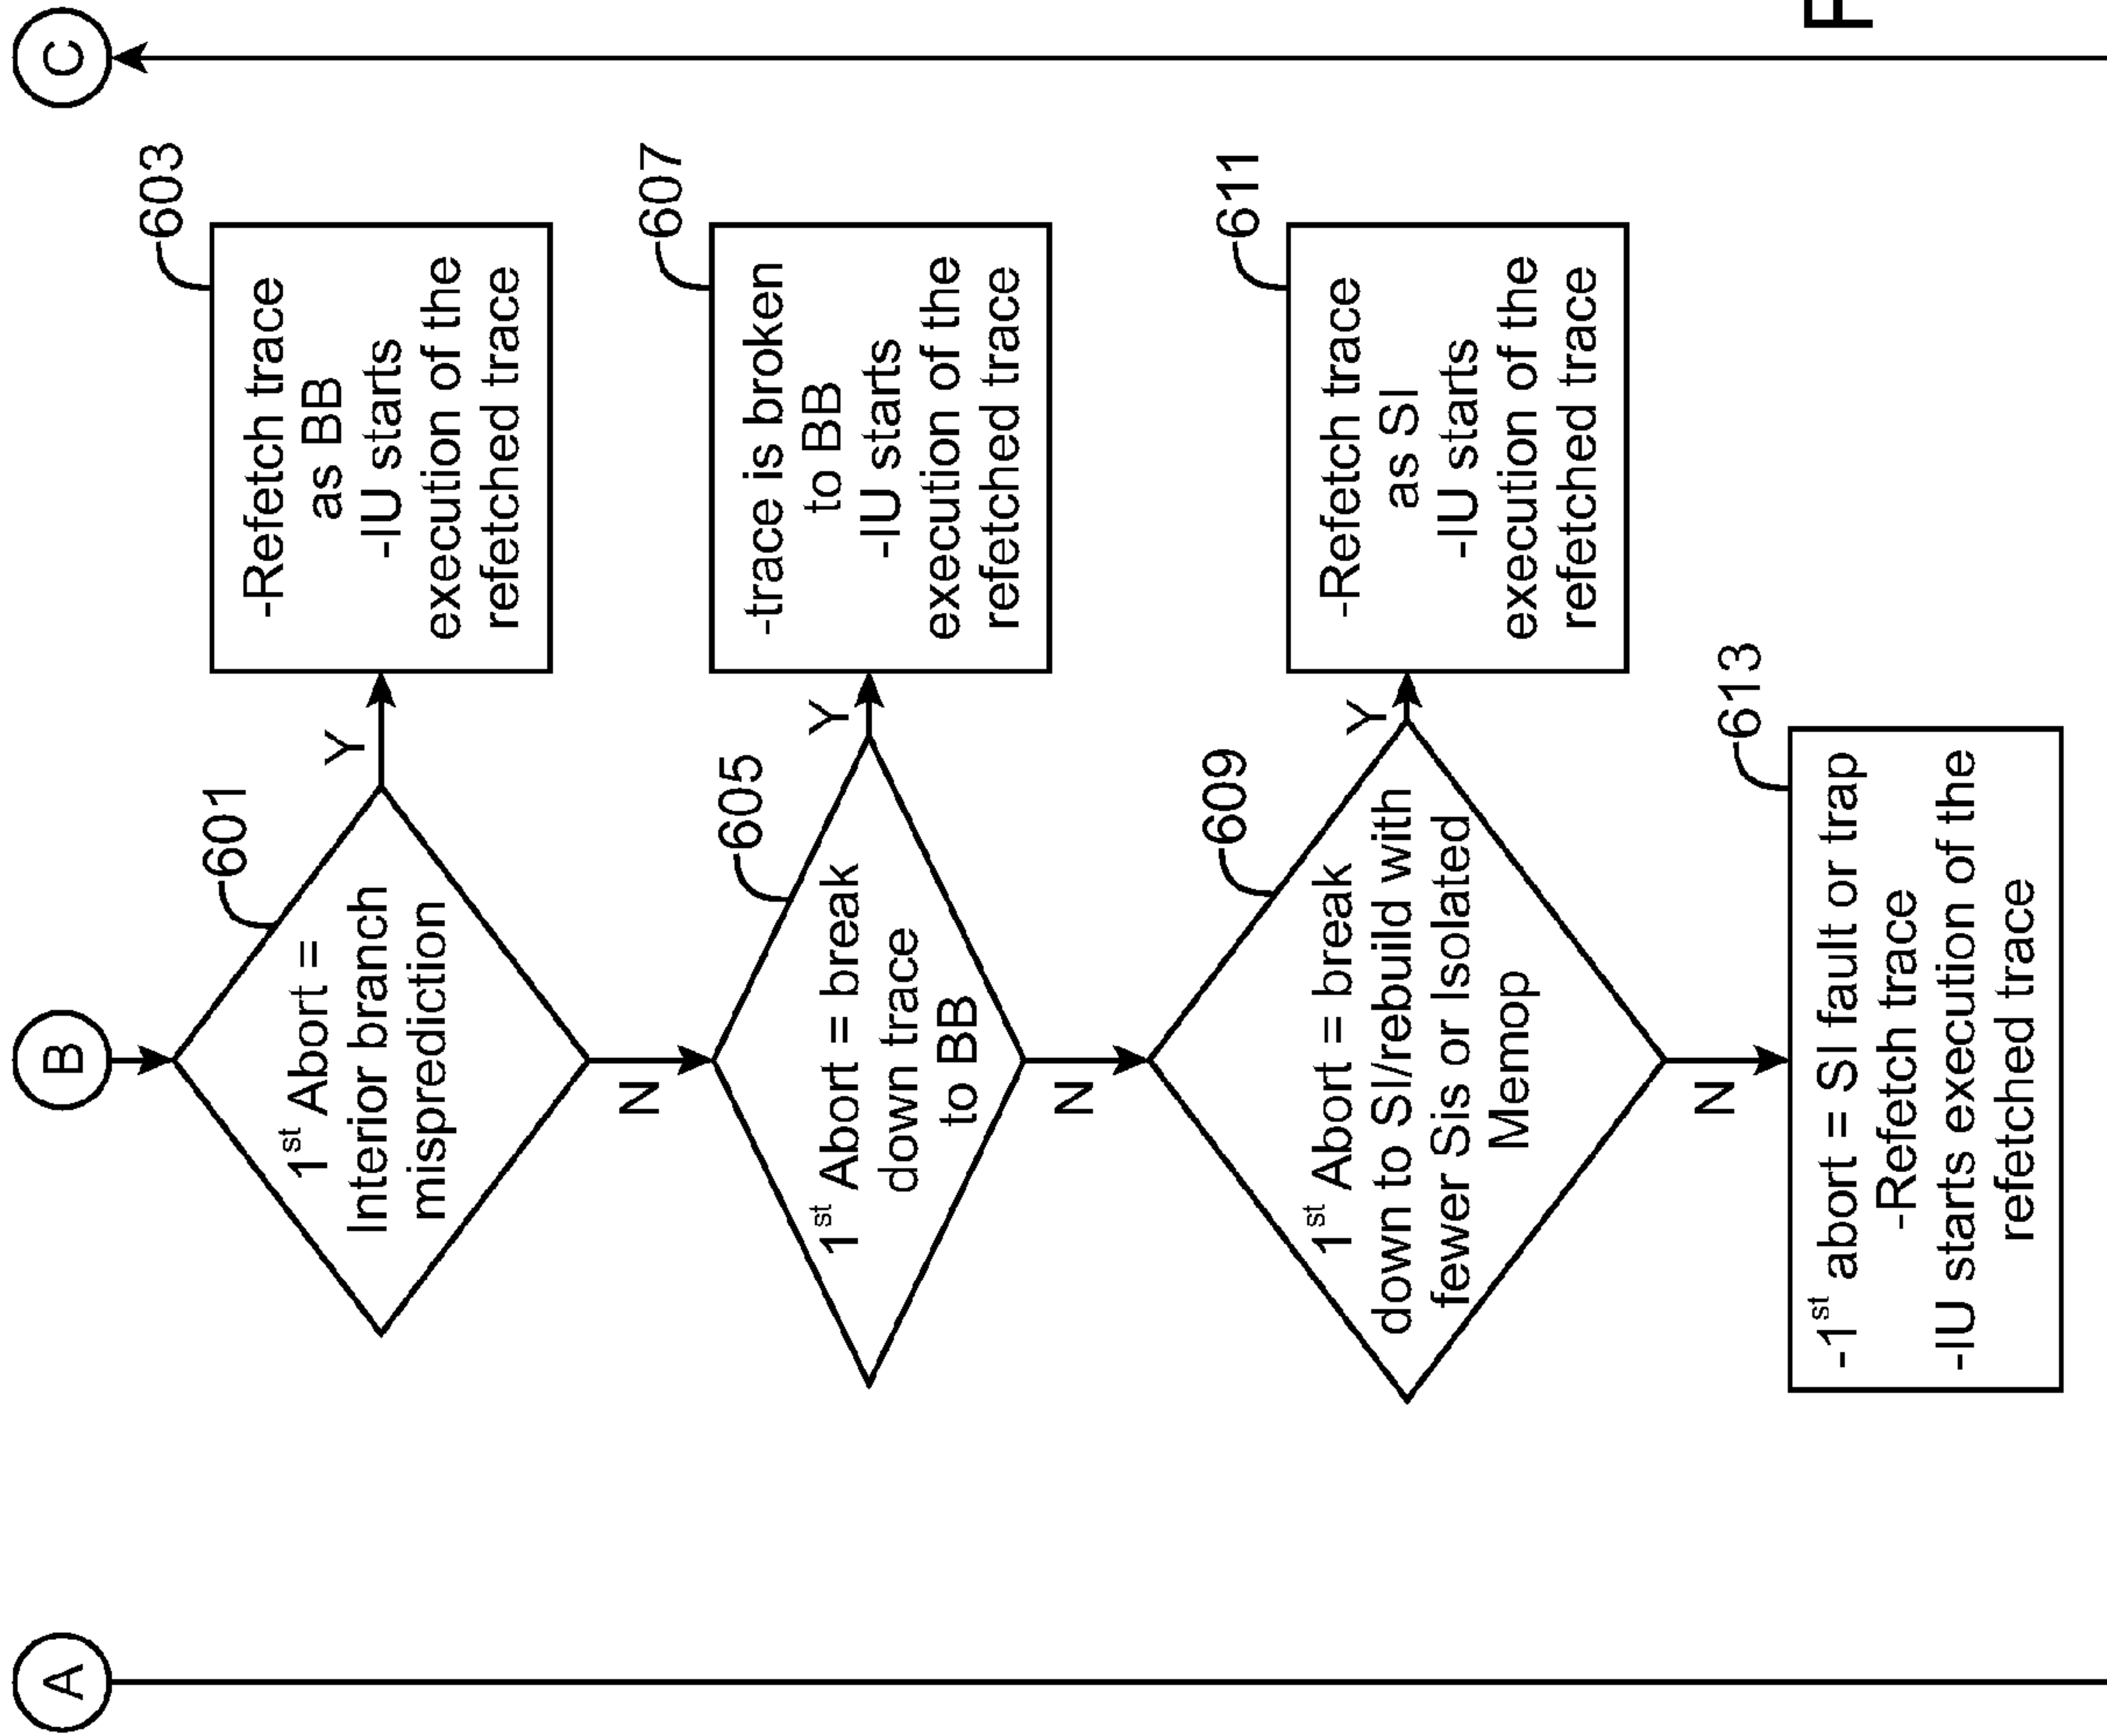 A
B
C
601
1st Abort =
Interior branch
misprediction
Y
603
-Refetch trace
as BB
-IU starts
execution of the
refetched trace
N
605
1st Abort = break
down trace
to BB
Y
607
-trace is broken
to BB
-IU starts
execution of the
refetched trace
N
609
1st Abort = break
down to SI/rebuild with
fewer Sis or Isolated
Memop
Y
611
-Refetch trace
as SI
-IU starts
execution of the
refetched trace
N
613
-1st abort = SI fault or trap
-Refetch trace
-IU starts execution of the
refetched trace